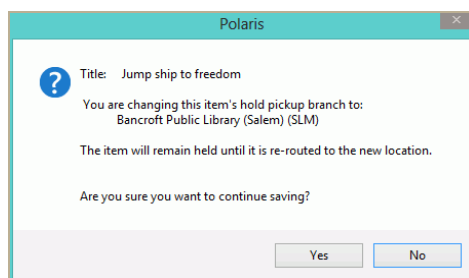 Polaris
Title: Jump ship to freedom
You are changing this item's hold pickup branch to:
Bancroft Public Library (Salem) (SLM)
The item will remain held until it is re-routed to the new location.
Are you sure you want to continue saving?
Yes No